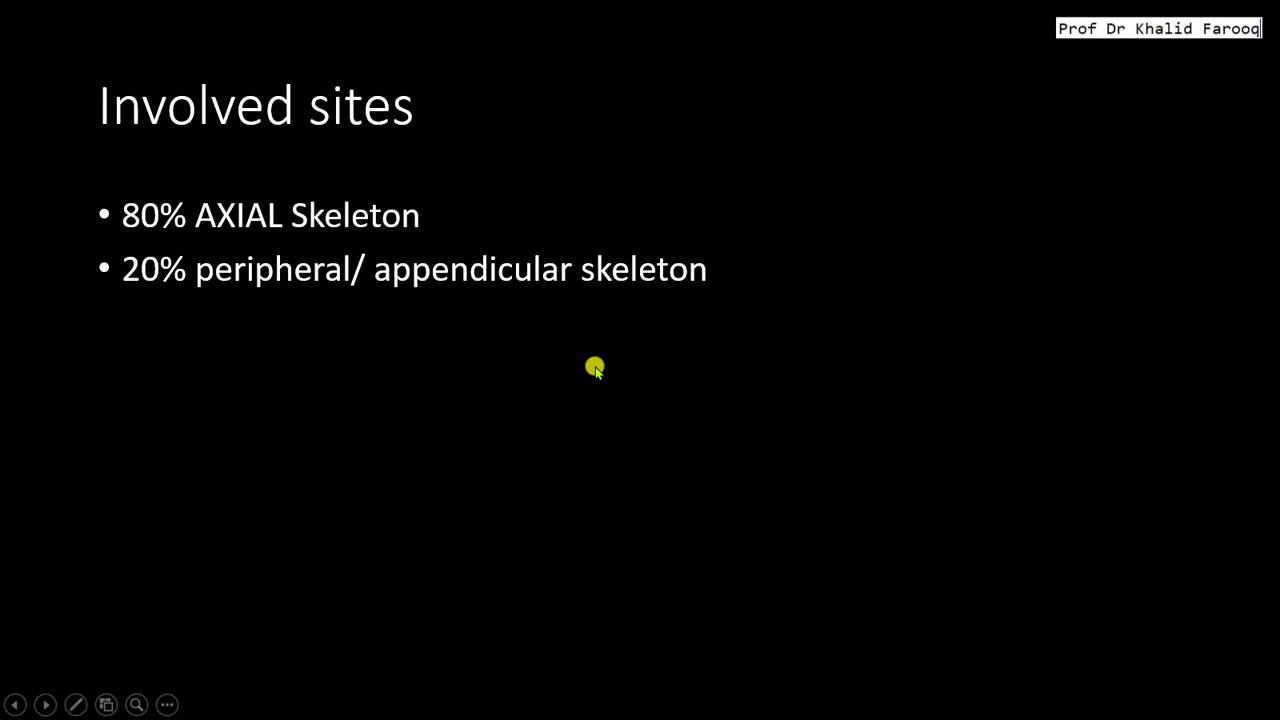 Prof Dr Khalid Farooq
Involved sites
• 80% AXIAL Skeleton
• 20% peripheral/ appendicular skeleton